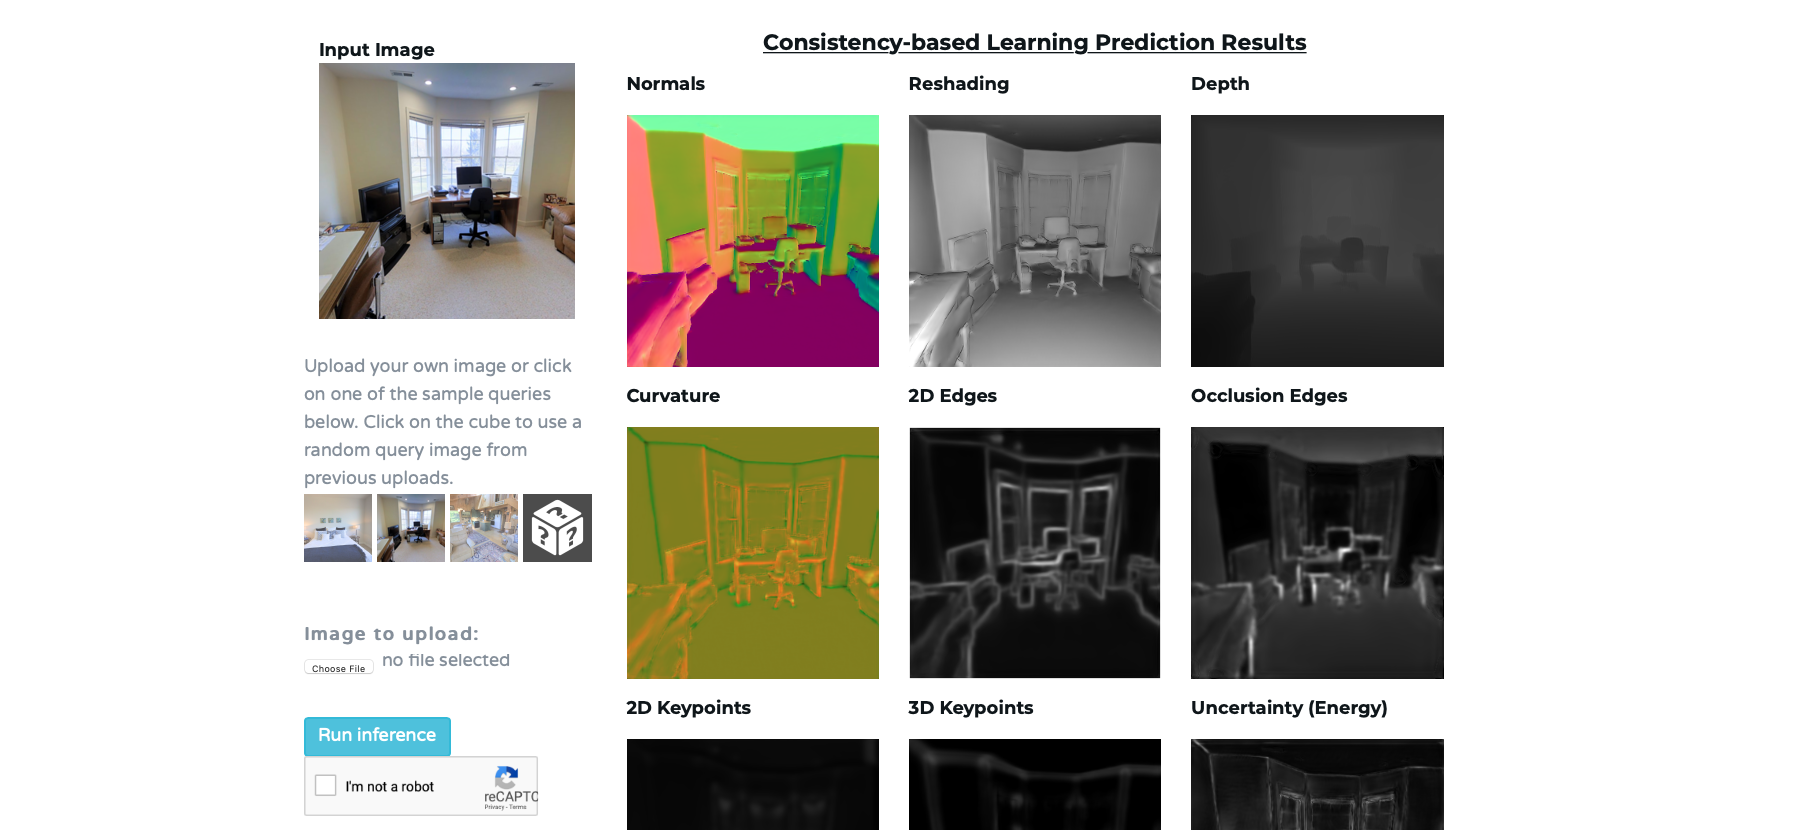 Input Image
Consistency-based Learning Prediction Results
Normals
Reshading
Depth
Upload your own image or click
on one of the sample queries
below. Click on the cube to use a
random query image from
previous uploads.
Curvature
2D Edges
Occlusion Edges
? ? ?
Image to upload:
Choose File no file selected
2D Keypoints
3D Keypoints
Uncertainty (Energy)
Run inference
I'm not a robot
reCAPTC
Privacy - Terms